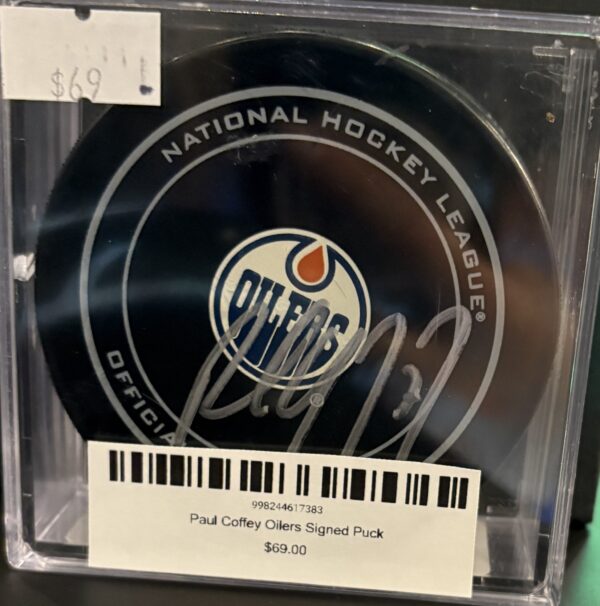 $69
NATIONAL HOCKEY LEAGUE®
OILERS
®
OFFICIA
998244617383
Paul Coffey Oilers Signed Puck
$69.00